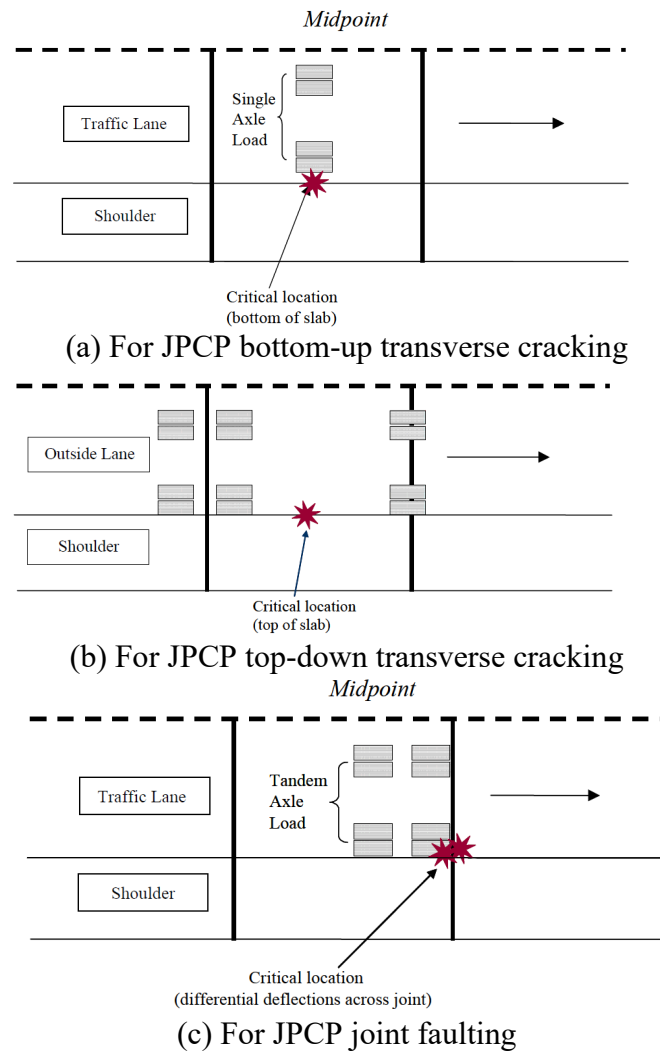 Midpoint
Single
Axle
Load
Traffic Lane
Shoulder
Critical location
(bottom of slab)
(a) For JPCP bottom-up transverse cracking
Outside Lane
Shoulder
Critical location
(top of slab)
(b) For JPCP top-down transverse cracking
Midpoint
Tandem
Axle
Load
Traffic Lane
Shoulder
Critical location
(differential deflections across joint)
(c) For JPCP joint faulting